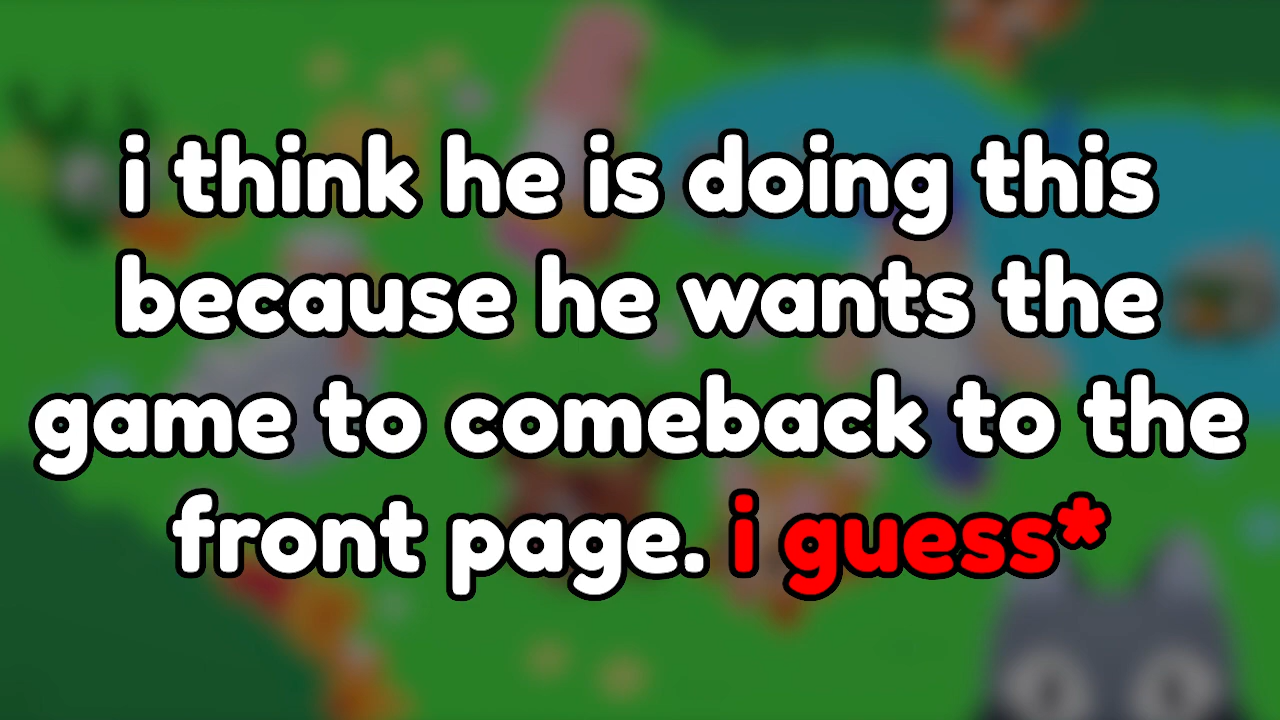 i think he is doing this
because he wants the
game to comeback to the
front page. i guess*